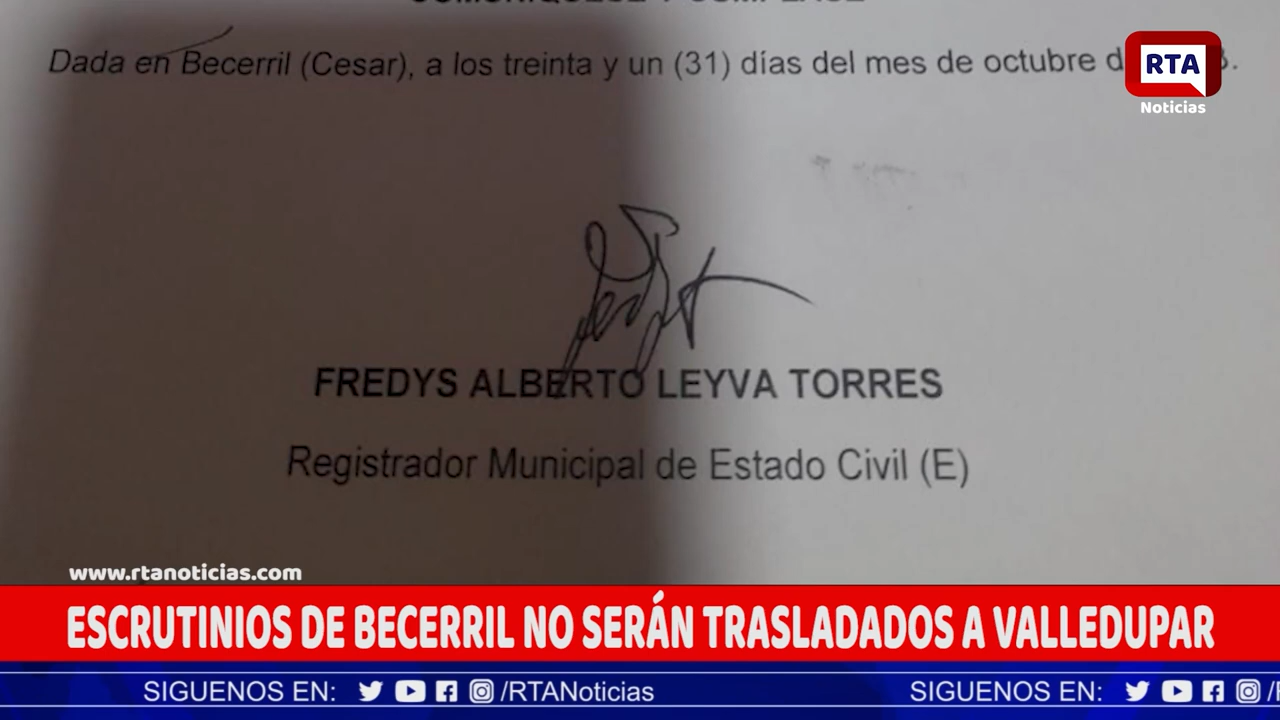 COMUNÍQUESE Y CÚMPLASE
Dada en Becerril (Cesar), a los treinta y un (31) días del mes de octubre
RTA
Noticias
FREDYS ALBERTO LEYVA TORRES
Registrador Municipal de Estado Civil (E)
www.rtanoticias.com
ESCRUTINIOS DE BECERRIL NO SERÁN TRASLADADOS A VALLEDUPAR
SIGUENOS EN: /RTANoticias SIGUENOS EN: